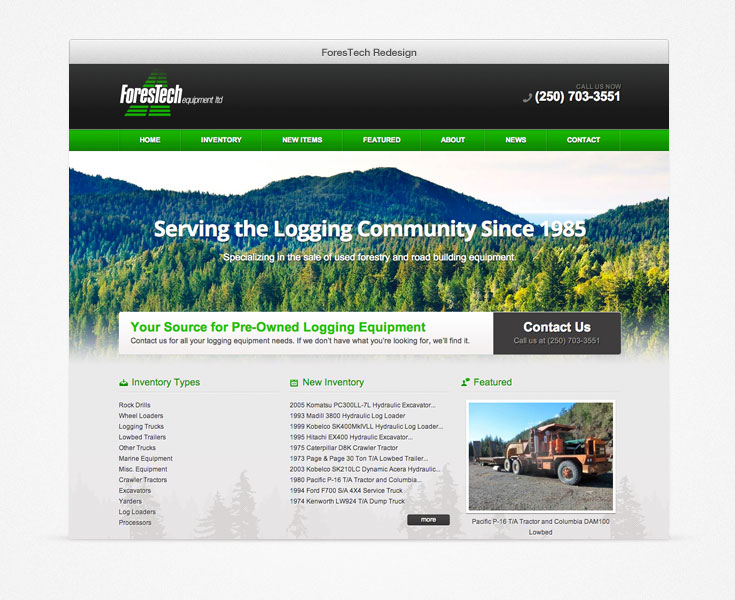 ForesTech Redesign
ForesTech equipment ltd
CALL US NOW
(250) 703-3551
HOME INVENTORY NEW ITEMS FEATURED ABOUT NEWS CONTACT
Serving the Logging Community Since 1985
Specializing in the sale of used forestry and road building equipment.
Your Source for Pre-Owned Logging Equipment
Contact us for all your logging equipment needs. If we don't have what you're looking for, we'll find it.
Contact Us
Call us at (250) 703-3551
Inventory Types
Rock Drills
Wheel Loaders
Logging Trucks
Lowbed Trailers
Other Trucks
Marine Equipment
Misc. Equipment
Crawler Tractors
Excavators
Yarders
Log Loaders
Processors
New Inventory
2005 Komatsu PC300LL-7L Hydraulic Excavator...
1993 Madill 3800 Hydraulic Log Loader
1999 Kobelco SK400MkIVLL Hydraulic Log Loader...
1995 Hitachi EX400 Hydraulic Excavator...
1975 Caterpillar D8K Crawler Tractor
1973 Page & Page 30 Ton T/A Lowbed Trailer...
2003 Kobelco SK210LC Dynamic Acera Hydraulic...
1980 Pacific P-16 T/A Tractor and Columbia...
1994 Ford F700 S/A 4X4 Service Truck
1974 Kenworth LW924 T/A Dump Truck
more
Featured
Pacific P-16 T/A Tractor and Columbia DAM100
Lowbed